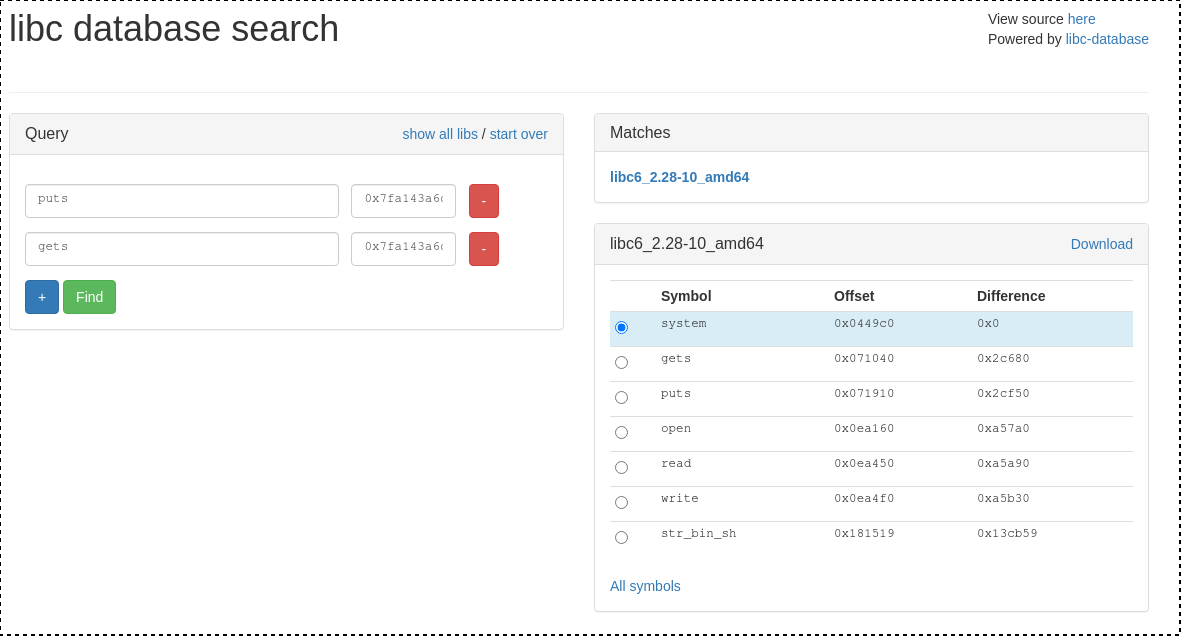 libc database search
View source here
Powered by libc-database
Query
show all libs / start over
puts
0x7fa143a6
-
gets
0x7fa143a6
-
+
Find
Matches
libc6_2.28-10_amd64
libc6_2.28-10_amd64
Download
Symbol Offset Difference
system 0x0449c0 0x0
gets 0x071040 0x2c680
puts 0x071910 0x2cf50
open 0x0ea160 0xa57a0
read 0x0ea450 0xa5a90
write 0x0ea4f0 0xa5b30
str_bin_sh 0x181519 0x13cb59
All symbols